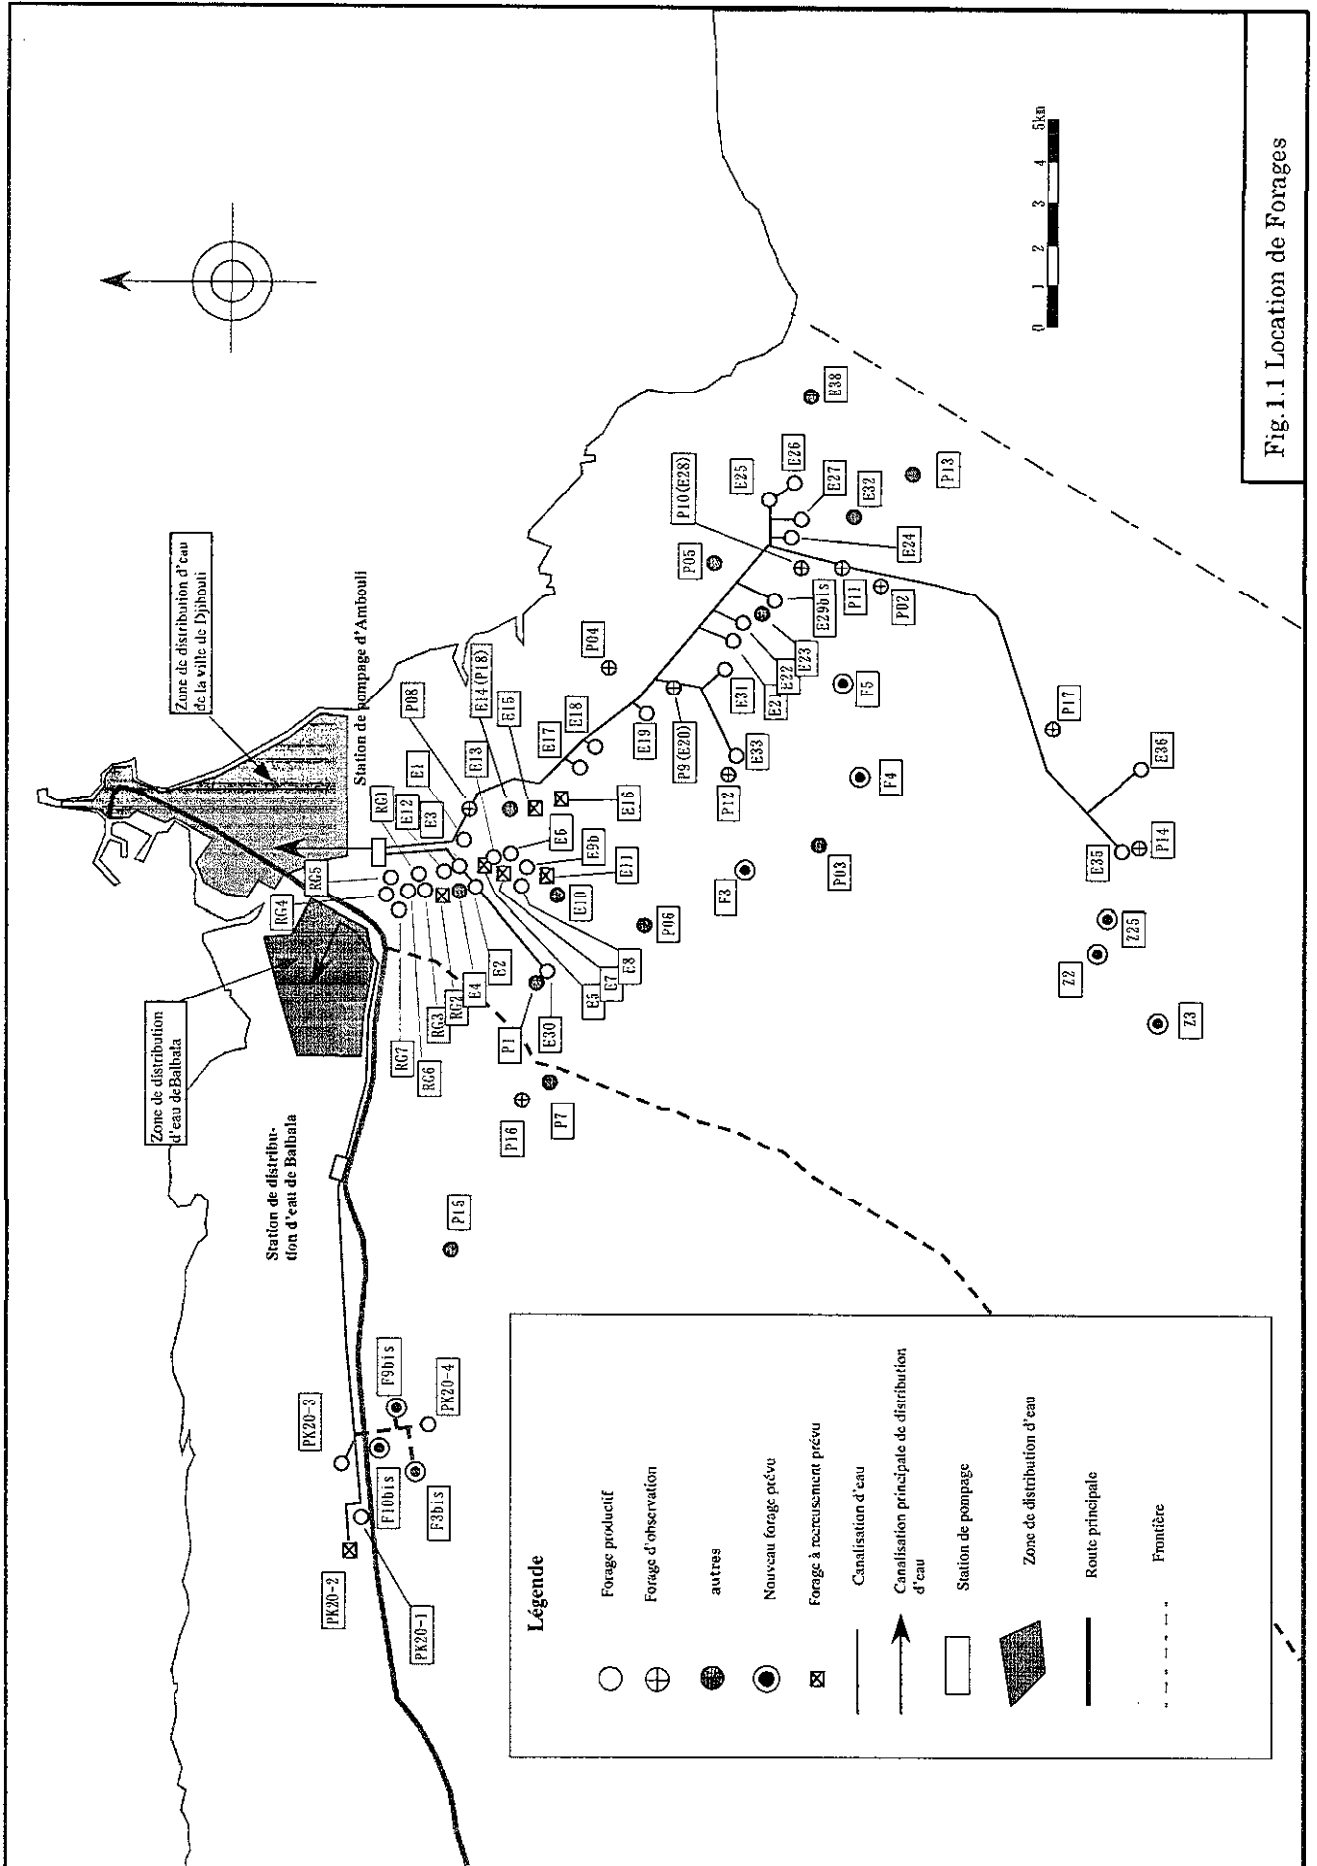 Fig.1.1 Location de Forages
0 1 2 3 4 5km
Zone de distribution d'eau
de la ville de Djibouti
Station de pompage d'Ambouli
Zone de distribution
d'eau de Balbala
Station de distribu-
tion d'eau de Balbala
RG4
RG5
RG1
E12
E3
E1
P08
E13
E14(P18)
E15
E16
E17
E18
E19
P04
P9(E20)
P05
P10(E28)
E25
E26
E27
E32
E24
P13
E38
P11
P02
E29bis
E23
E22
E31
E33
P12
F5
F4
F3
P03
P17
E36
E35
P14
Z25
Z2
Z3
E6
E9b
E11
E10
P06
E8
E7
E5
E2
E4
RG2
RG3
RG6
RG7
E30
P1
P16
P7
P15
F9bis
PK20-4
PK20-3
F10bis
F3bis
PK20-2
PK20-1
Légende
Forage productif
Forage d'observation
autres
Nouveau forage prévu
Forage à recreusement prévu
Canalisation d'eau
Canalisation principale de distribution
d'eau
Station de pompage
Zone de distribution d'eau
Route principale
Frontière